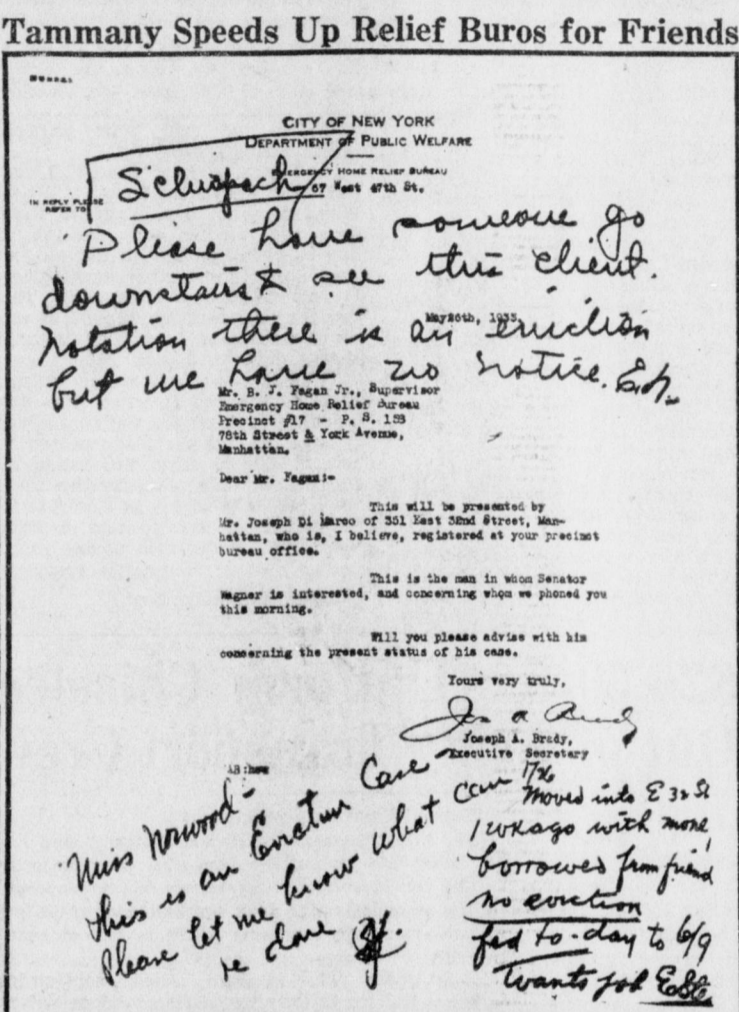 Tammany Speeds Up Relief Buros for Friends
CITY OF NEW YORK
DEPARTMENT OF PUBLIC WELFARE
EMERGENCY HOME RELIEF BUREAU
67 West 47th St.
IN REPLY PLEASE
REFER TO
Please have someone go
downstairs & see this client.
Notation there is an eviction
but we have no notice.
Mr. B. J. Fagan Jr., Supervisor
Emergency Home Relief Bureau
Precinct #17 - P. S. 158
78th Street & York Avenue,
Manhattan.
Dear Mr. Fagan:-
This will be presented by
Mr. Joseph Di Marco of 351 East 32nd Street, Man-
hattan, who is, I believe, registered at your precinct
bureau office.
This is the man in whom Senator
Wagner is interested, and concerning whom we phoned you
this morning.
Will you please advise with him
concerning the present status of his case.
Yours very truly,
Jos A Brady
Joseph A. Brady,
Executive Secretary
Miss Norwood-
this is an Eviction Case
Please let me know what can
be done
moved into E 32 St
1 wk ago with mone
borrowed from friend
no eviction
fed to-day to 6/9
wants job